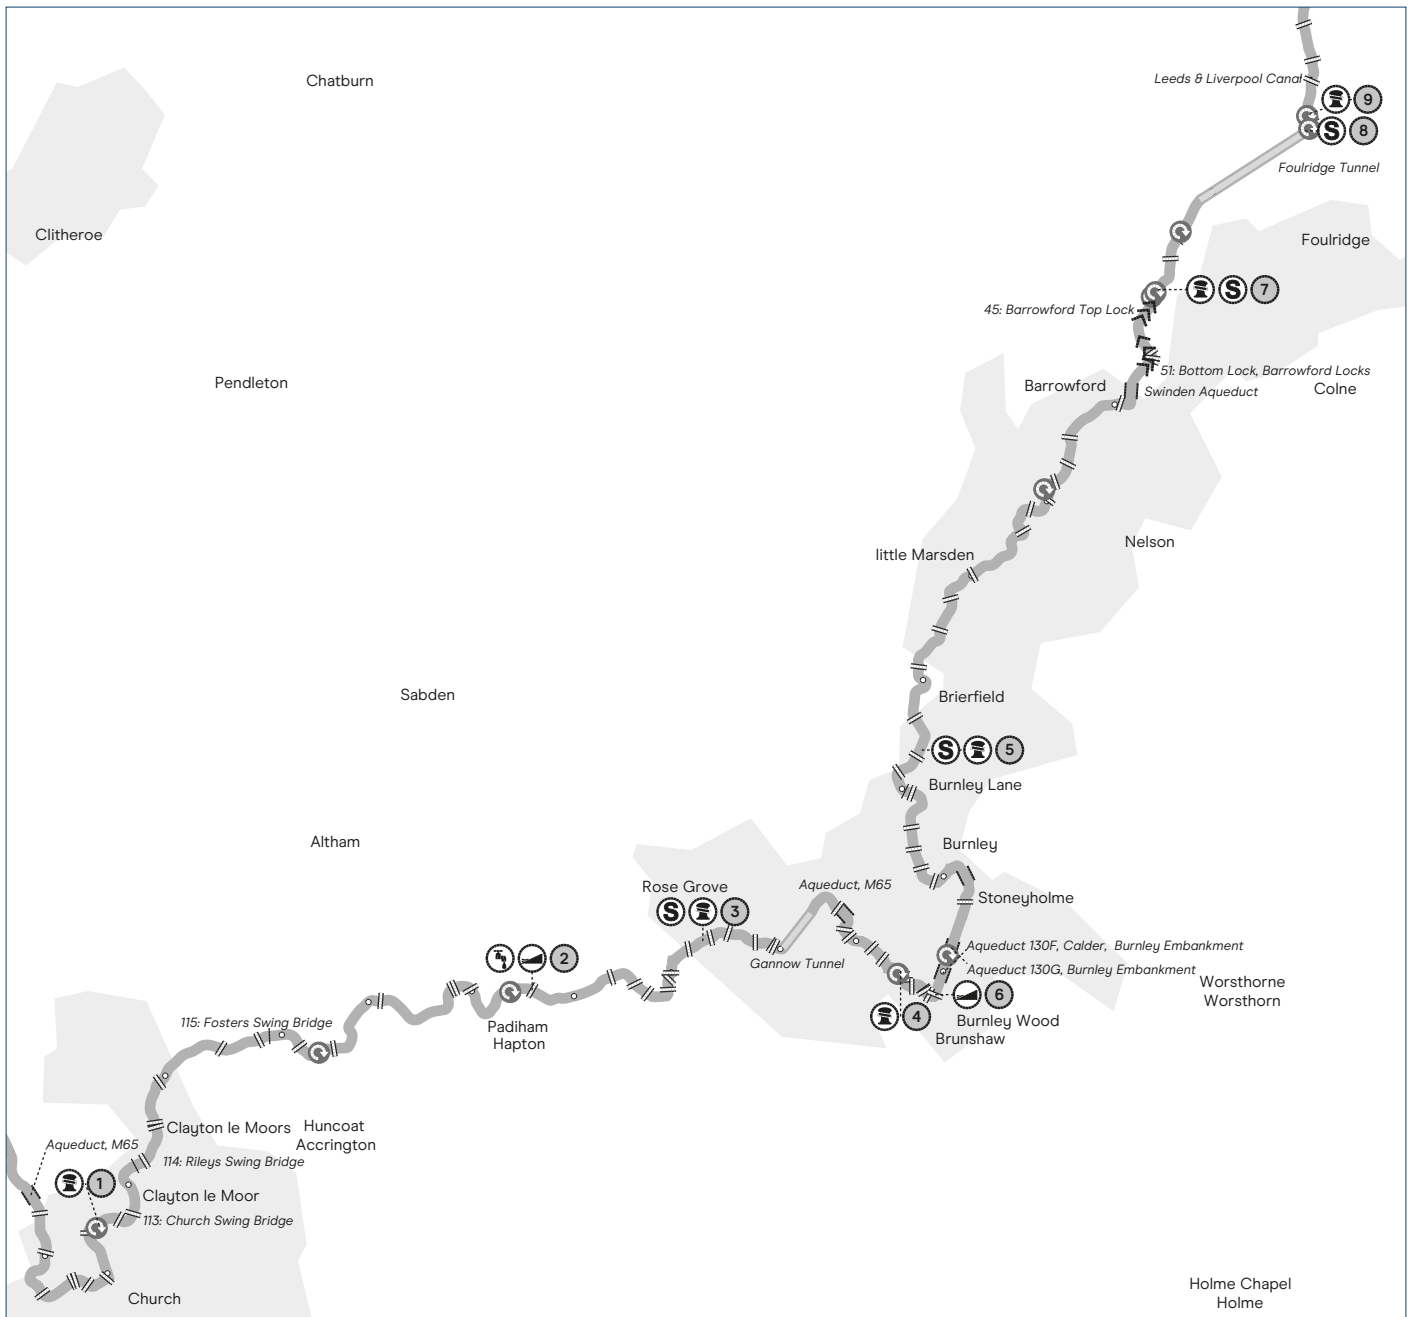 Chatburn
Leeds & Liverpool Canal
9
S 8
Foulridge Tunnel
Clitheroe
Foulridge
S 7
45: Barrowford Top Lock
51: Bottom Lock, Barrowford Locks
Pendleton
Barrowford
Colne
Swinden Aqueduct
Nelson
little Marsden
Sabden
Brierfield
S 5
Burnley Lane
Altham
Burnley
Rose Grove
Aqueduct, M65
Stoneyholme
S 3
Aqueduct 130F, Calder, Burnley Embankment
2
Gannow Tunnel
Aqueduct 130G, Burnley Embankment
Worsthorne
Worsthorn
6
4
115: Fosters Swing Bridge
Padiham
Hapton
Burnley Wood
Brunshaw
Clayton le Moors
Huncoat
Accrington
Aqueduct, M65
114: Rileys Swing Bridge
1
Clayton le Moor
113: Church Swing Bridge
Church
Holme Chapel
Holme